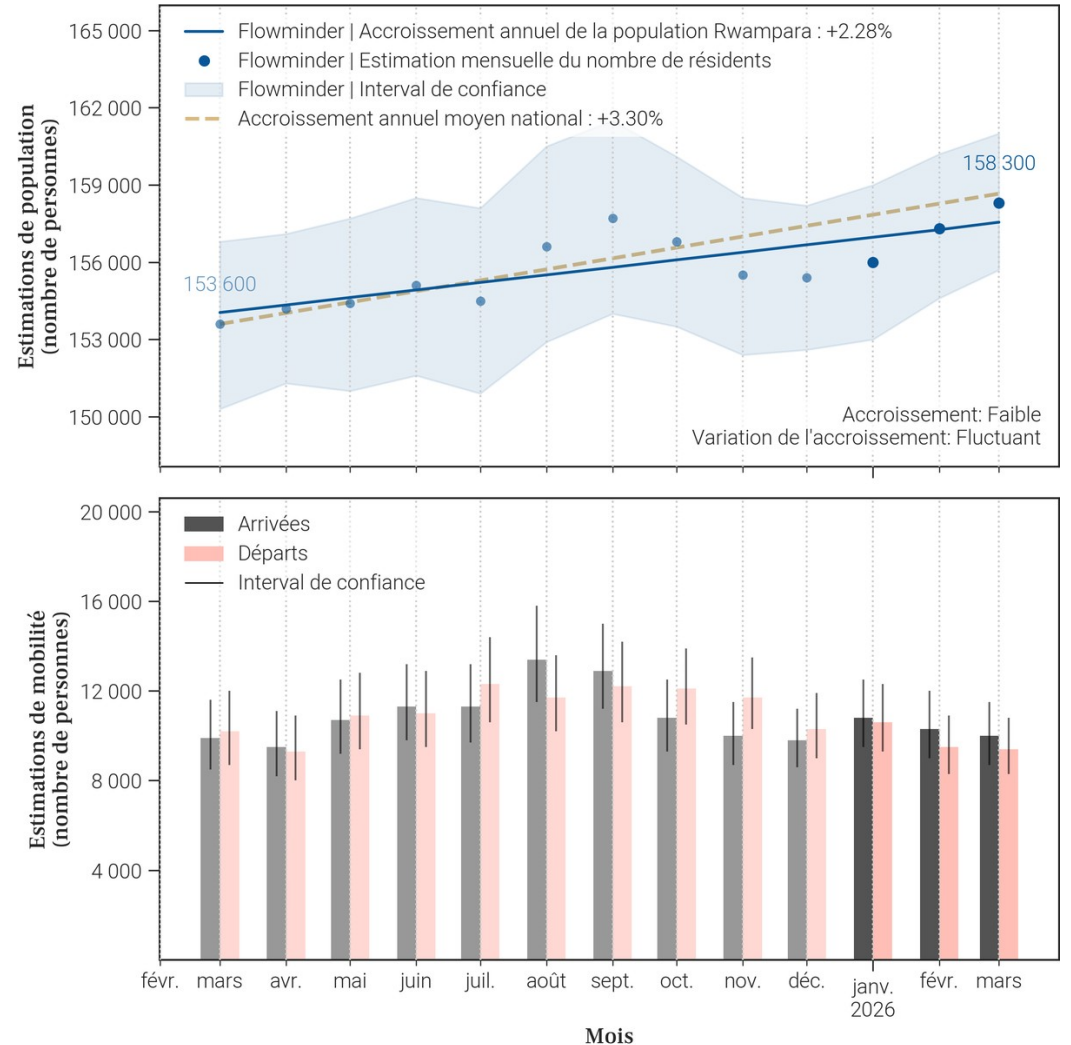 165 000
162 000
159 000
156 000
153 000
150 000
Estimations de population
(nombre de personnes)
Flowminder | Accroissement annuel de la population Rwampara : +2.28%
Flowminder | Estimation mensuelle du nombre de résidents
Flowminder | Interval de confiance
Accroissement annuel moyen national : +3.30%
153 600
158 300
Accroissement: Faible
Variation de l'accroissement: Fluctuant
20 000
16 000
12 000
8 000
4 000
Estimations de mobilité
(nombre de personnes)
Arrivées
Départs
Interval de confiance
févr. mars avr. mai juin juil. août sept. oct. nov. déc. janv. févr. mars
2026
Mois